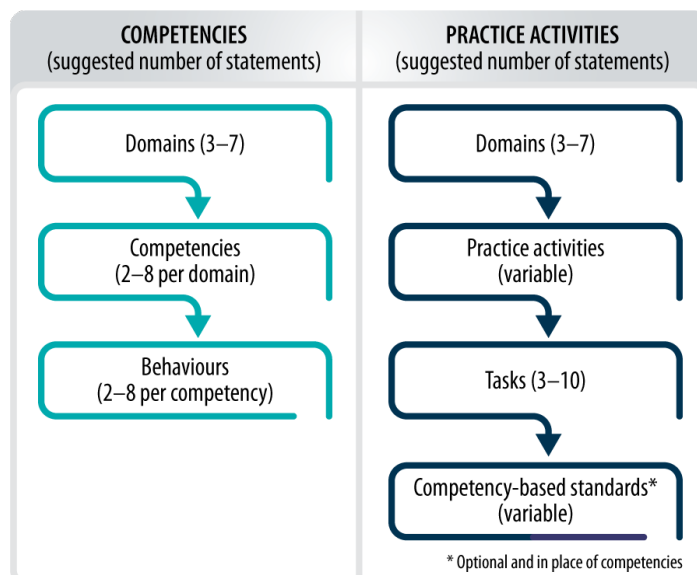 COMPETENCIES
(suggested number of statements)
Domains (3–7)
Competencies
(2–8 per domain)
Behaviours
(2–8 per competency)
PRACTICE ACTIVITIES
(suggested number of statements)
Domains (3–7)
Practice activities
(variable)
Tasks (3–10)
Competency-based standards*
(variable)
* Optional and in place of competencies